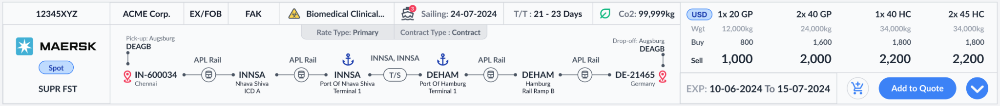 12345XYZ
ACME Corp.
EX/FOB
FAK
Biomedical Clinical...
3
Sailing: 24-07-2024
T/T : 21 - 23 Days
Co2: 99,999kg
Rate Type: Primary
Contract Type : Contract
MAERSK
Spot
SUPR FST
Pick-up: Augsburg
DEAGB
IN-600034
Chennai
APL Rail
INNSA
Nhava Shiva
ICD A
APL Rail
INNSA
Port Of Nhava Shiva
Terminal 1
INNSA, INNSA
T/S
DEHAM
Port Of Hamburg
Terminal 1
APL Rail
DEHAM
Hamburg
Rail Ramp B
APL Rail
Drop-off: Augsburg
DEAGB
DE-21465
Germany
USD 1x 20 GP 2x 40 GP 1x 40 HC 2x 45 HC
Wgt 12,000kg 24,000kg 34,000kg 34,000kg
Buy 800 1,600 1,800 1,800
Sell 1,000 2,000 2,200 2,200
EXP: 10-06-2024 To 15-07-2024
Add to Quote